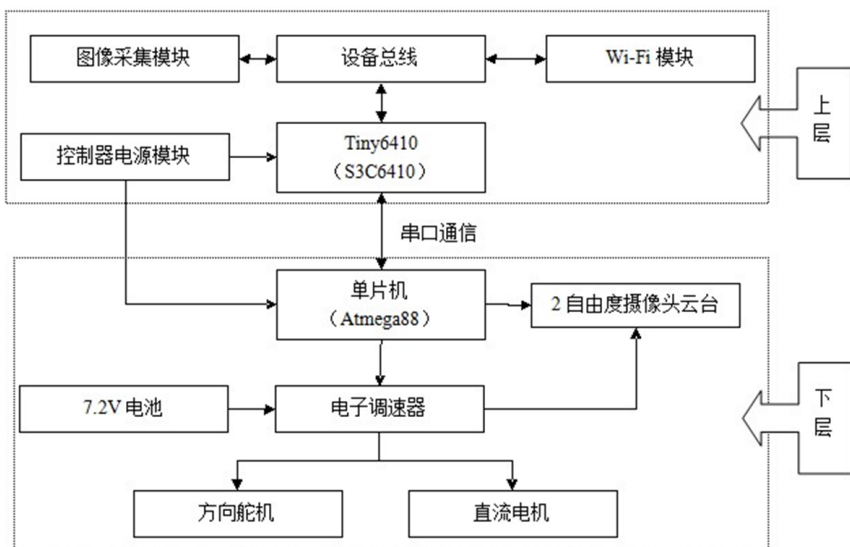 图像采集模块
设备总线
Wi-Fi 模块
上
层
控制器电源模块
Tiny6410
（S3C6410）
串口通信
单片机
（Atmega88）
2 自由度摄像头云台
7.2V 电池
电子调速器
下
层
方向舵机
直流电机